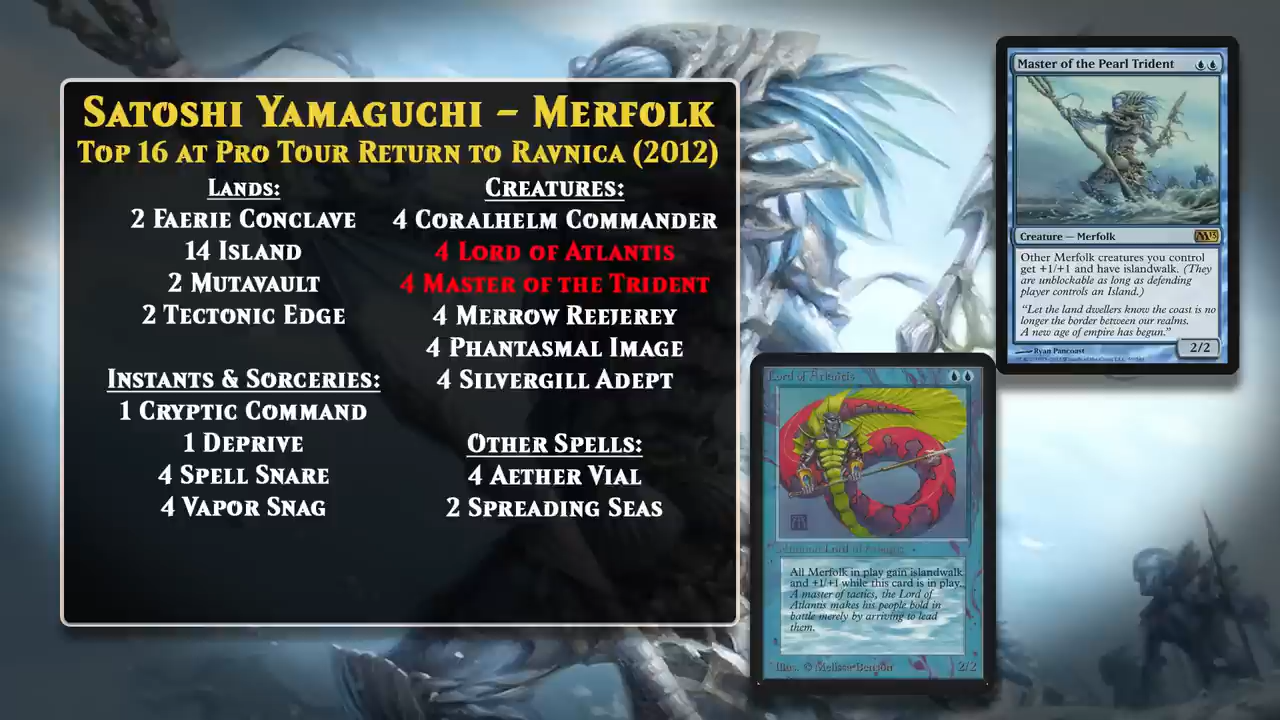 SATOSHI YAMAGUCHI – MERFOLK
TOP 16 AT PRO TOUR RETURN TO RAVNICA (2012)
LANDS:
2 FAERIE CONCLAVE
14 ISLAND
2 MUTAVAULT
2 TECTONIC EDGE
INSTANTS & SORCERIES:
1 CRYPTIC COMMAND
1 DEPRIVE
4 SPELL SNARE
4 VAPOR SNAG
CREATURES:
4 CORALHELM COMMANDER
4 LORD OF ATLANTIS
4 MASTER OF THE TRIDENT
4 MERROW REEJEREY
4 PHANTASMAL IMAGE
4 SILVERGILL ADEPT
OTHER SPELLS:
4 AETHER VIAL
2 SPREADING SEAS
Master of the Pearl Trident
Creature — Merfolk
M13
Other Merfolk creatures you control
get +1/+1 and have islandwalk. (They
are unblockable as long as defending
player controls an Island.)
"Let the land dwellers know the coast is no
longer the border between our realms.
A new age of empire has begun."
Ryan Pancoast
2/2
Lord of Atlantis
All Merfolk in play gain islandwalk
and +1/+1 while this card is in play.
A master of tactics, the Lord of
Atlantis makes his people bold in
battle merely by arriving to lead
them.
Illus. © Melissa Benson
2/2